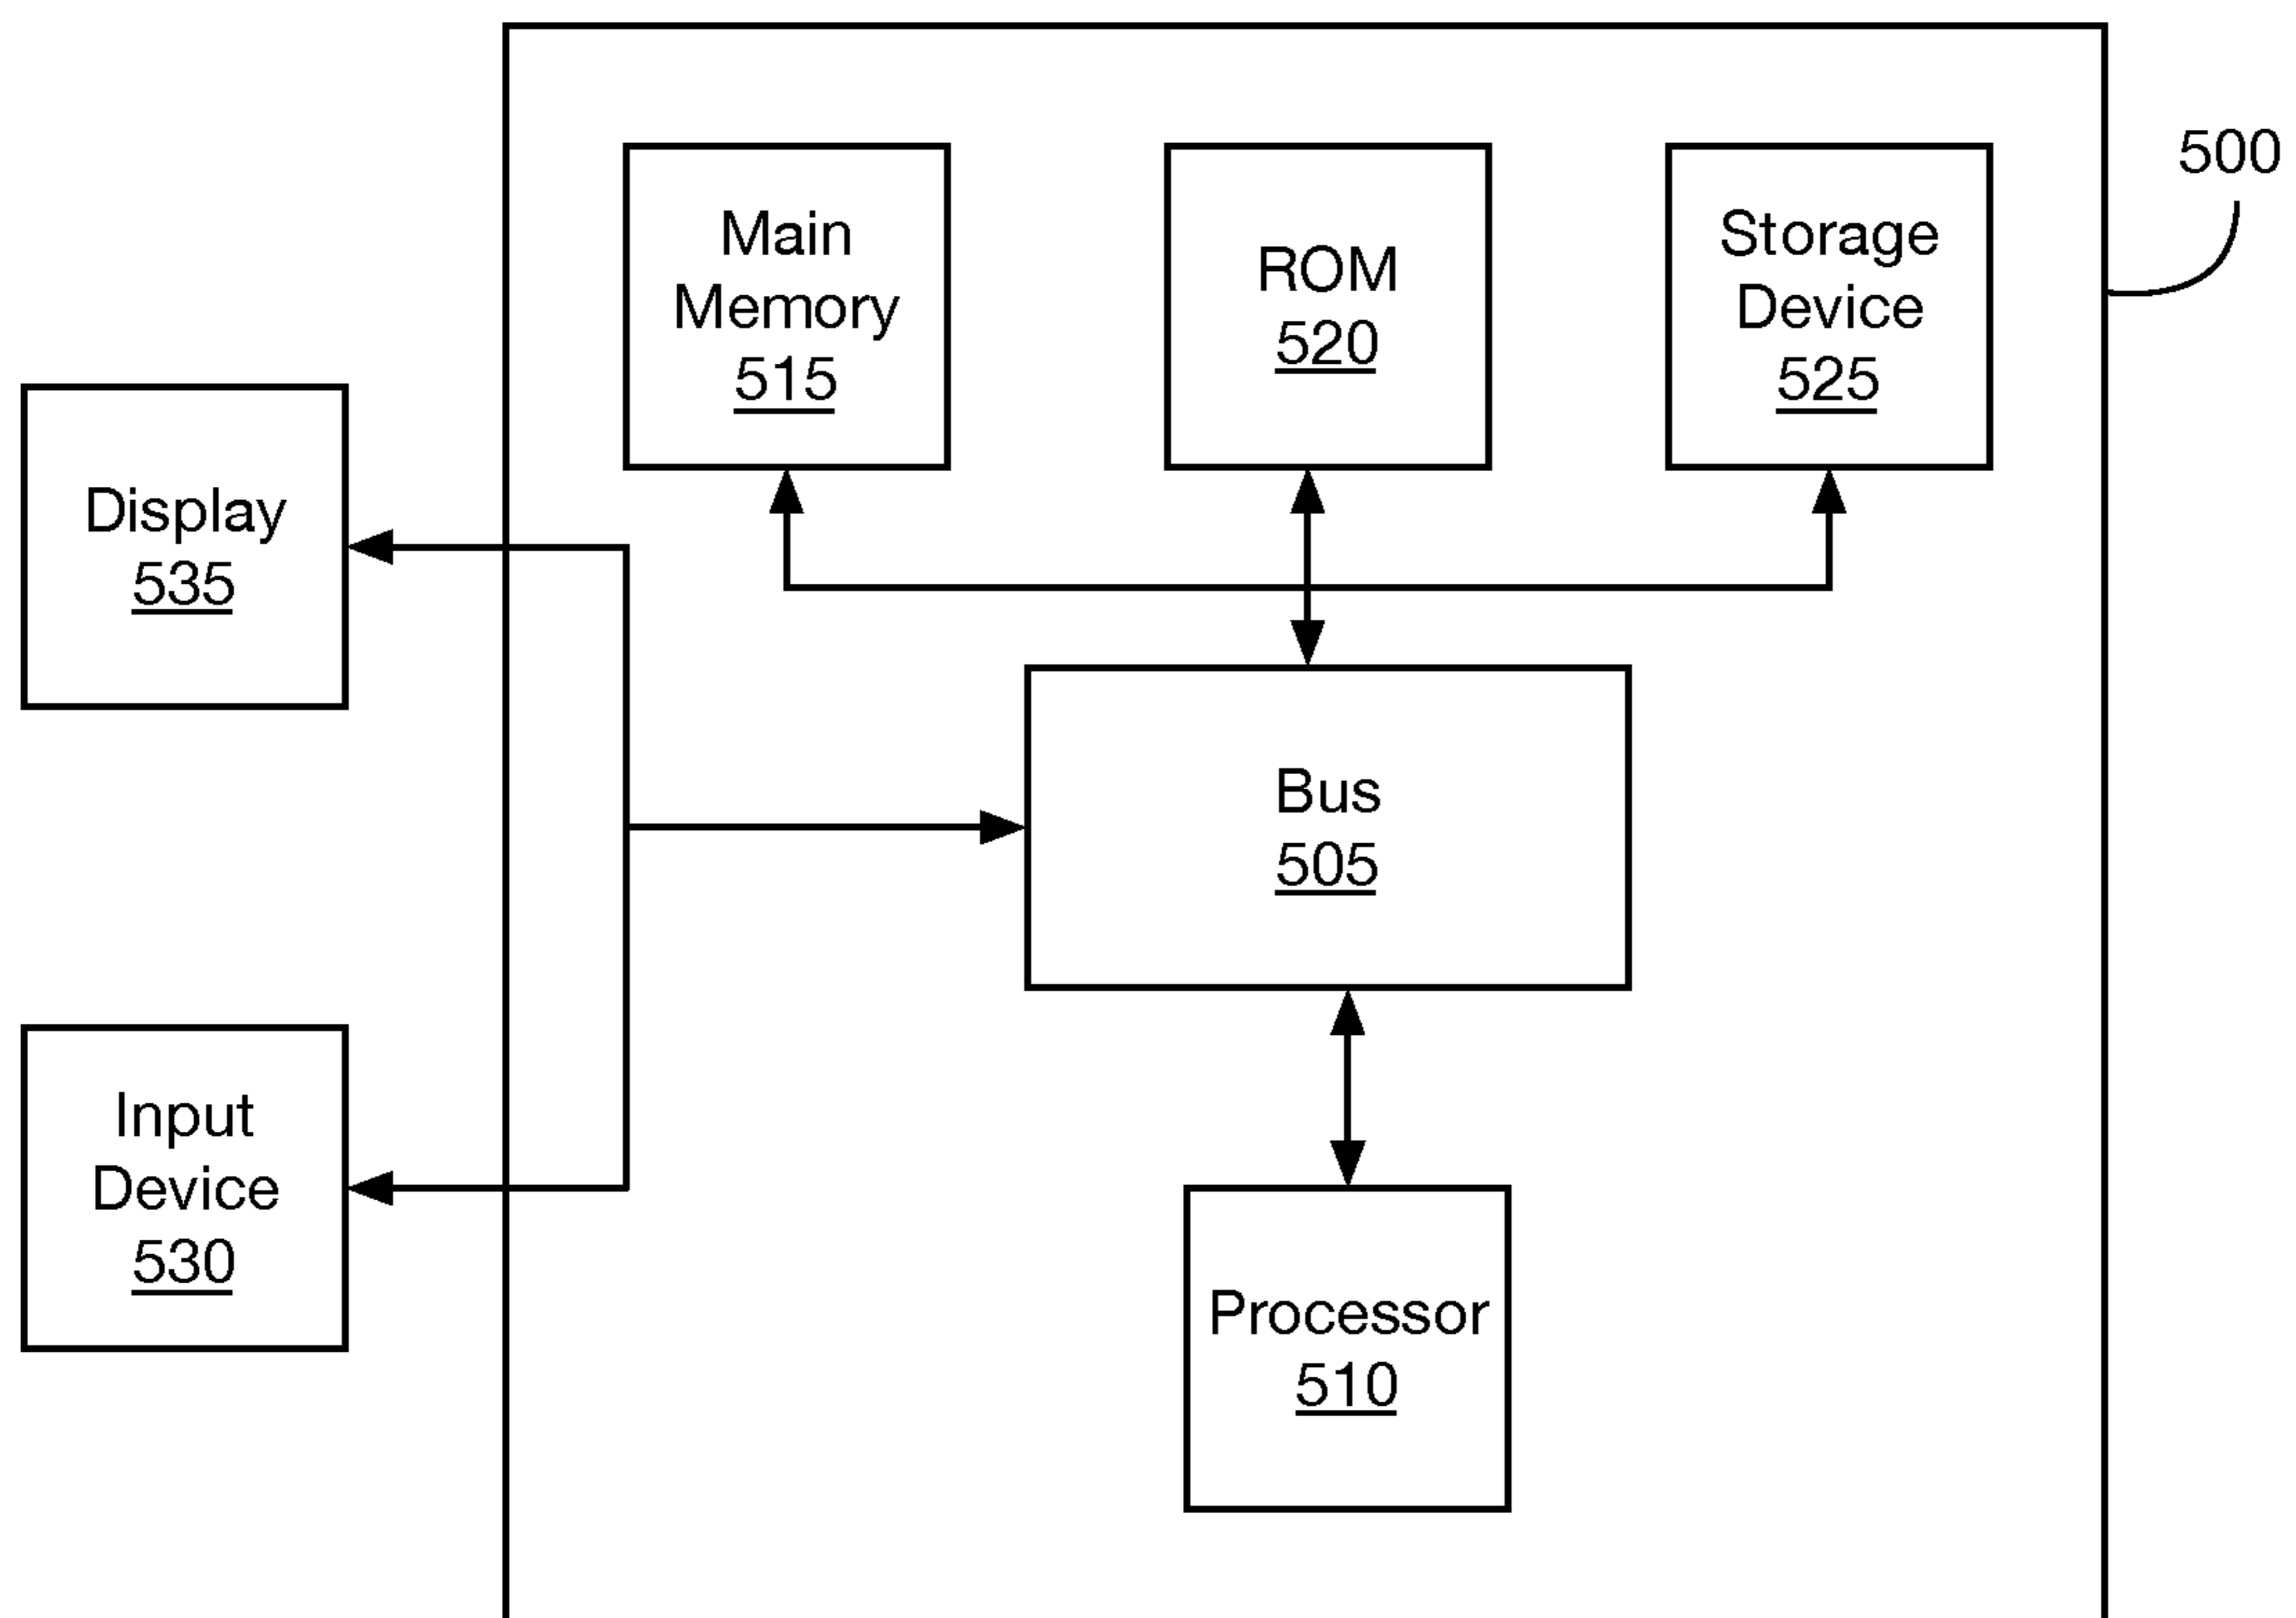 500
Main
Memory
515
ROM
520
Storage
Device
525
Display
535
Bus
505
Input
Device
530
Processor
510